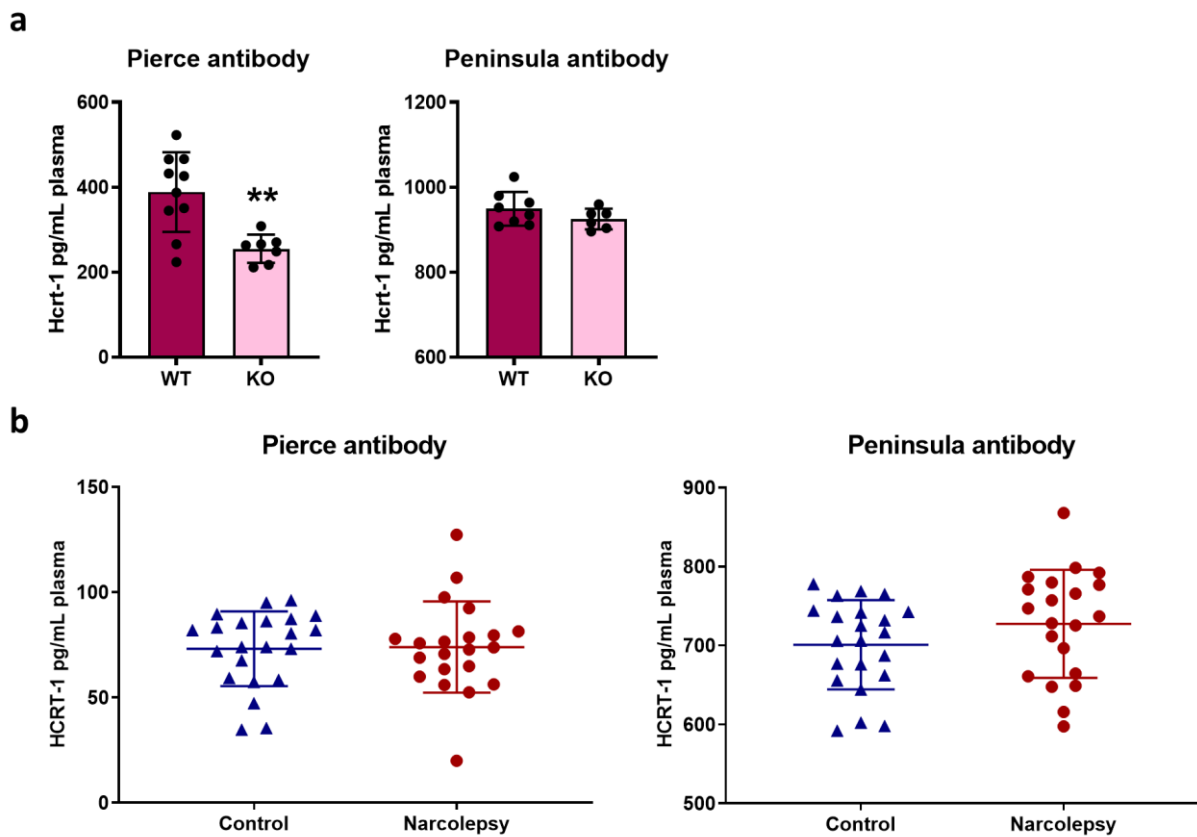 a
Pierce antibody
Hcrt-1 pg/mL plasma
600
400
200
0
**
WT
KO
Peninsula antibody
Hcrt-1 pg/mL plasma
1200
1000
800
600
WT
KO
b
Pierce antibody
HCRT-1 pg/mL plasma
150
100
50
0
Control
Narcolepsy
Peninsula antibody
HCRT-1 pg/mL plasma
900
800
700
600
500
Control
Narcolepsy